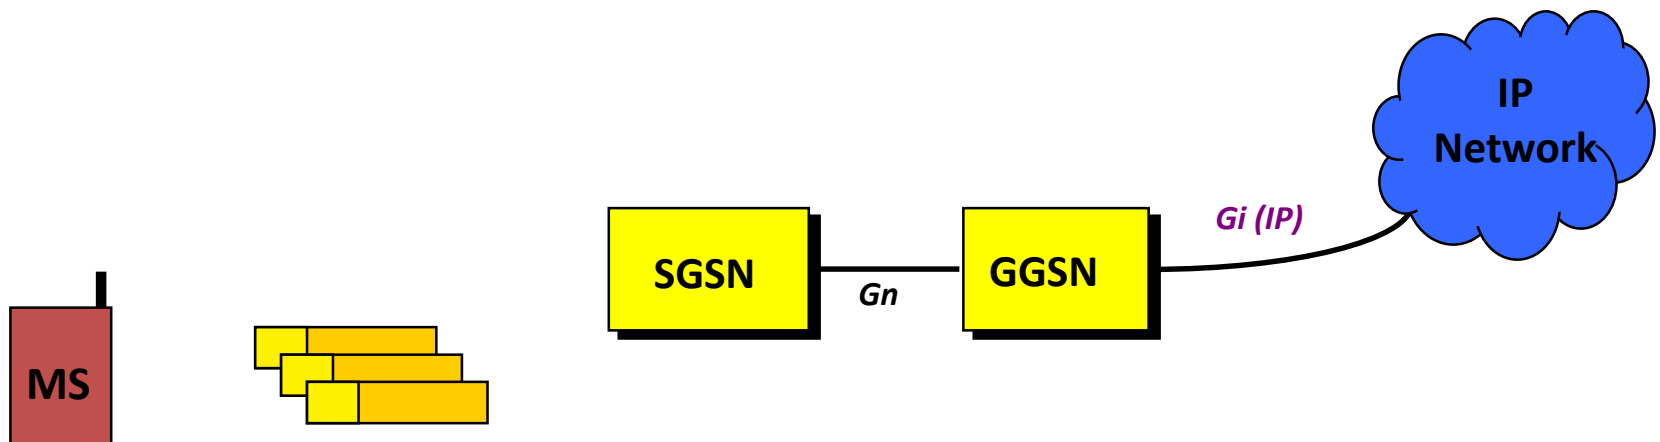 IP
Network
Gi (IP)
SGSN
GGSN
Gn
MS